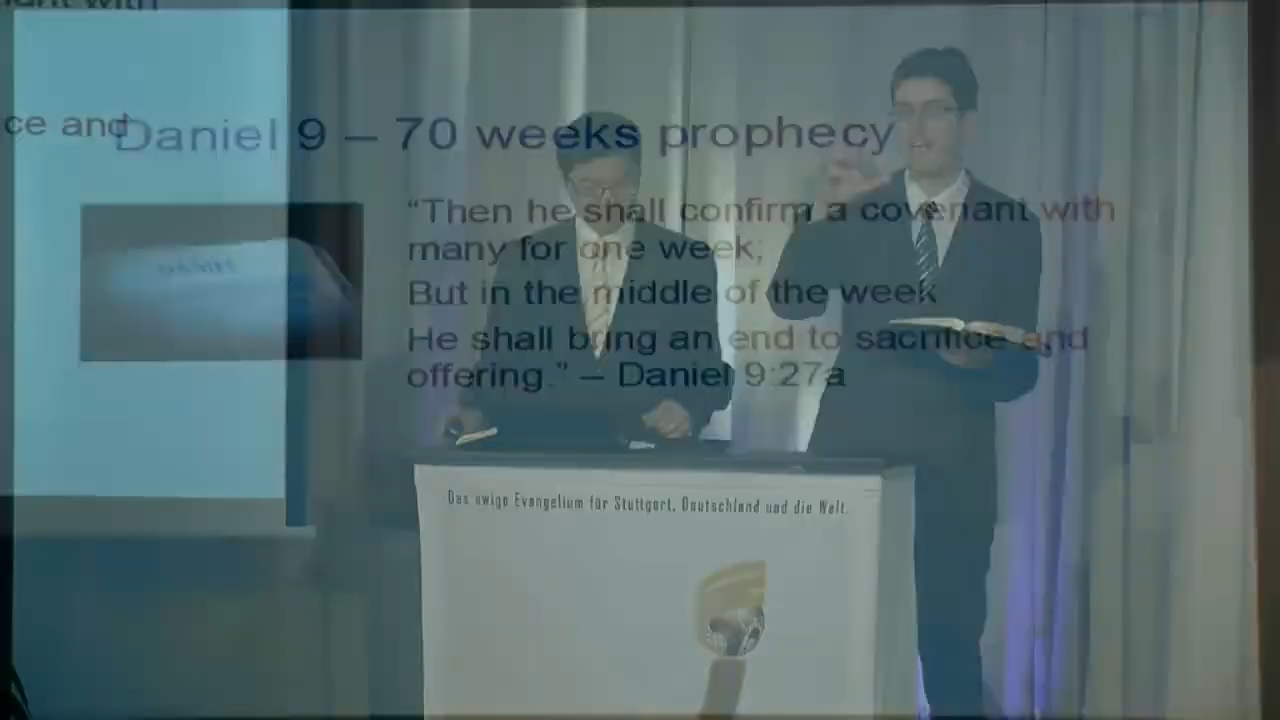 ce and
Daniel 9 – 70 weeks prophecy
“Then he shall confirm a covenant with
many for one week;
But in the middle of the week
He shall bring an end to sacrifice and
offering.” – Daniel 9:27a
Das ewige Evangelium für Stuttgart, Deutschland und die Welt.